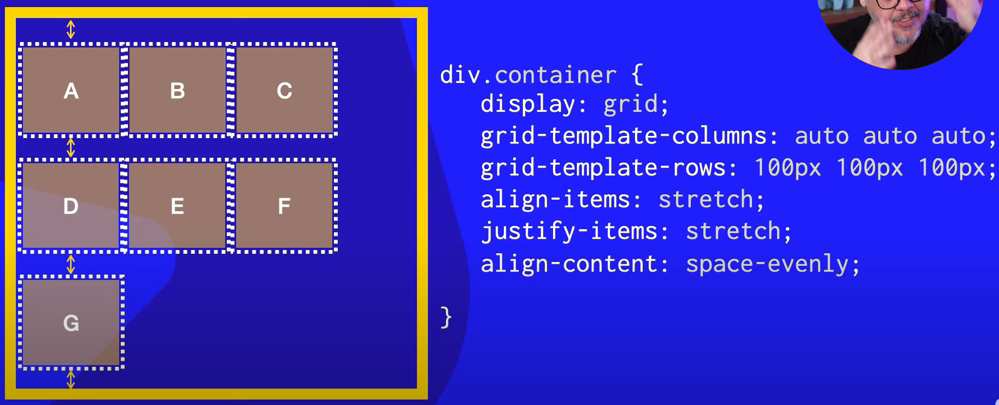 A B C
D E F
G
div.container {
display: grid;
grid-template-columns: auto auto auto;
grid-template-rows: 100px 100px 100px;
align-items: stretch;
justify-items: stretch;
align-content: space-evenly;
}